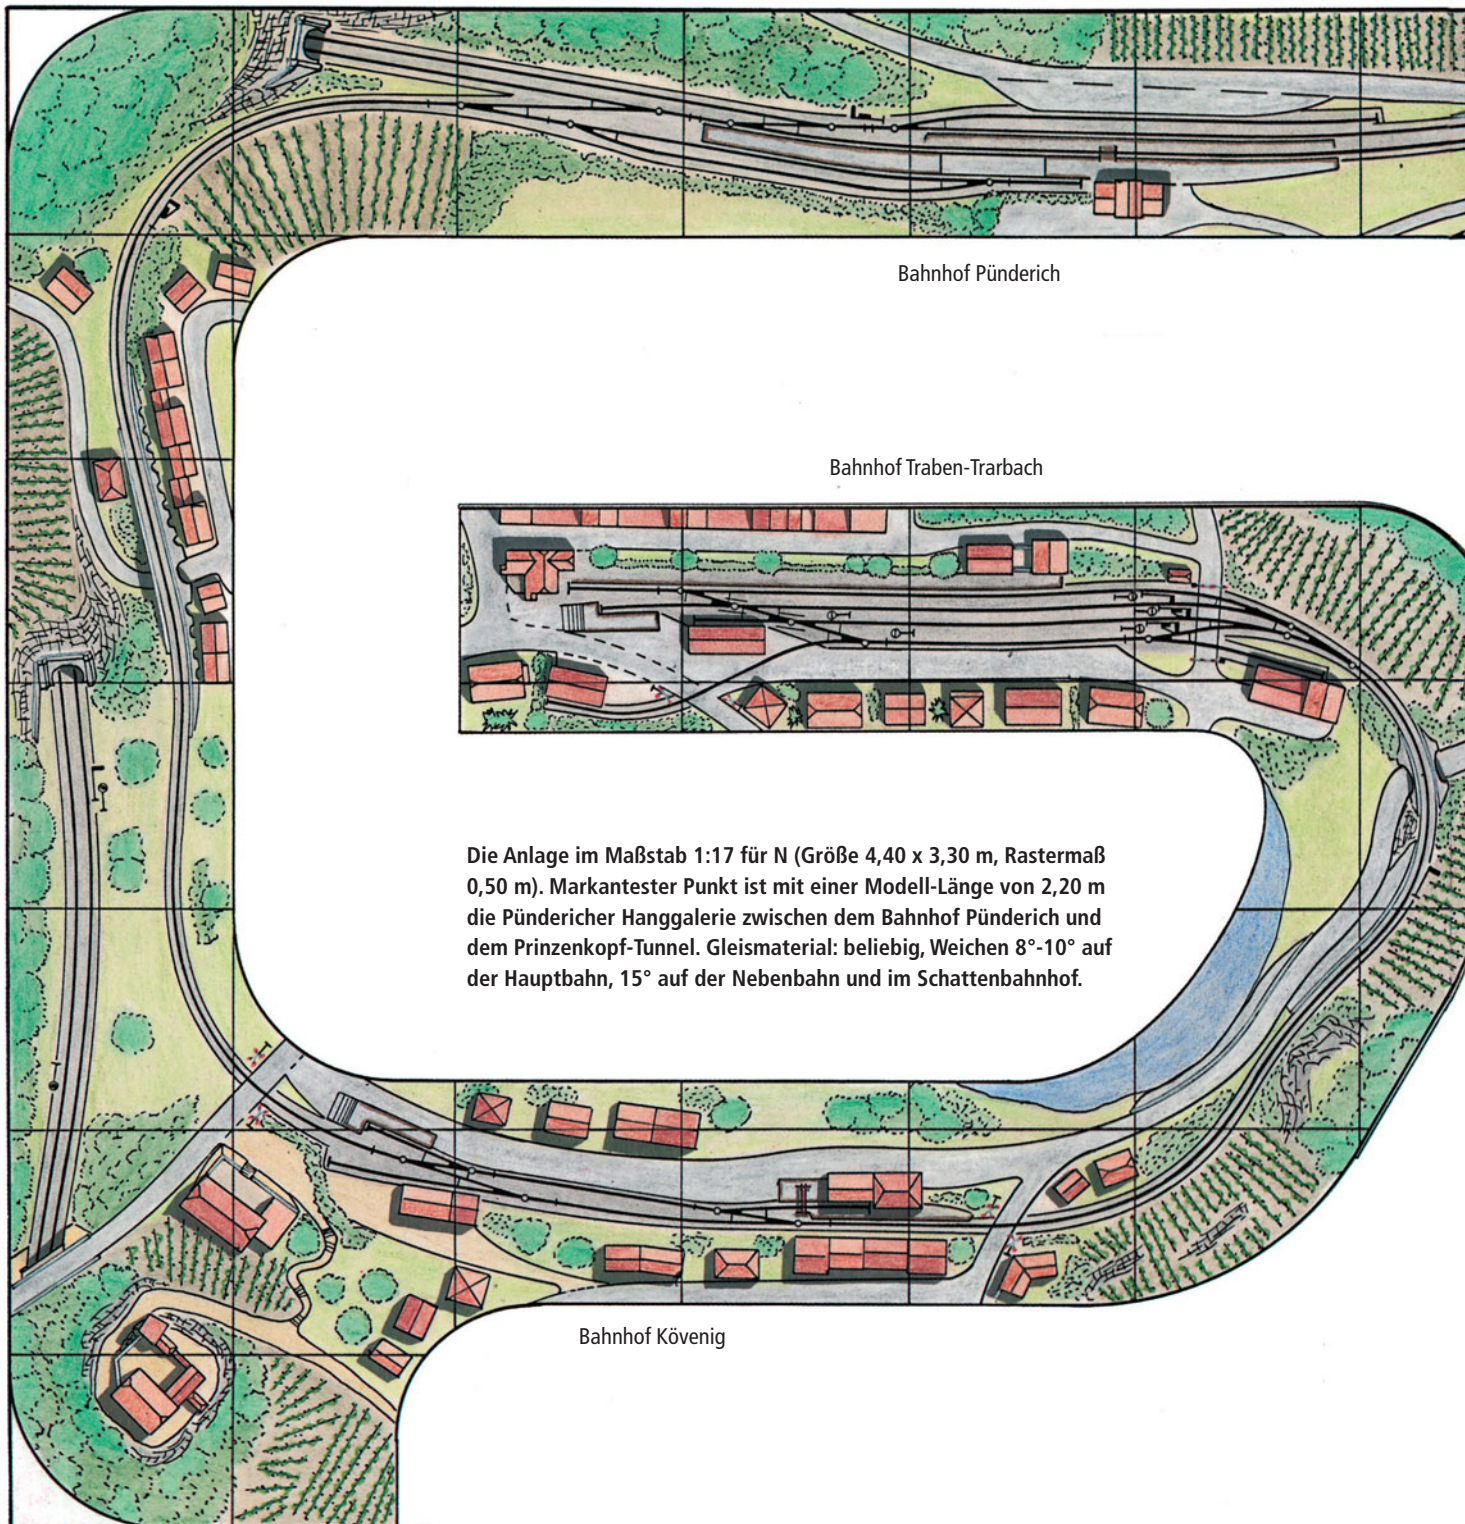 Bahnhof Pünderich
Bahnhof Traben-Trarbach
Die Anlage im Maßstab 1:17 für N (Größe 4,40 x 3,30 m, Rastermaß
0,50 m). Markantester Punkt ist mit einer Modell-Länge von 2,20 m
die Pündericher Hanggalerie zwischen dem Bahnhof Pünderich und
dem Prinzenkopf-Tunnel. Gleismaterial: beliebig, Weichen 8°-10° auf
der Hauptbahn, 15° auf der Nebenbahn und im Schattenbahnhof.
Bahnhof Kövenig